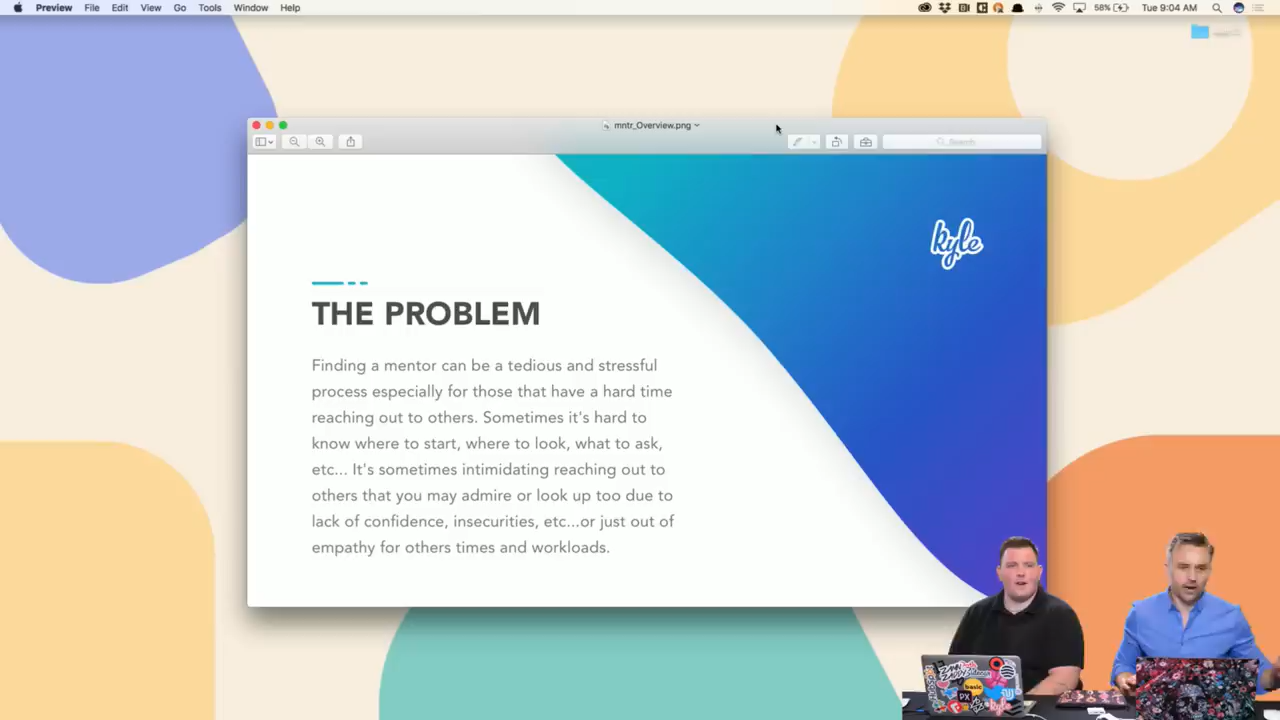 Preview File Edit View Go Tools Window Help 58% Tue 9:04 AM
mntr_Overview.png
Search
kyle
THE PROBLEM
Finding a mentor can be a tedious and stressful
process especially for those that have a hard time
reaching out to others. Sometimes it's hard to
know where to start, where to look, what to ask,
etc... It's sometimes intimidating reaching out to
others that you may admire or look up too due to
lack of confidence, insecurities, etc...or just out of
empathy for others times and workloads.
basic
PX
kyle